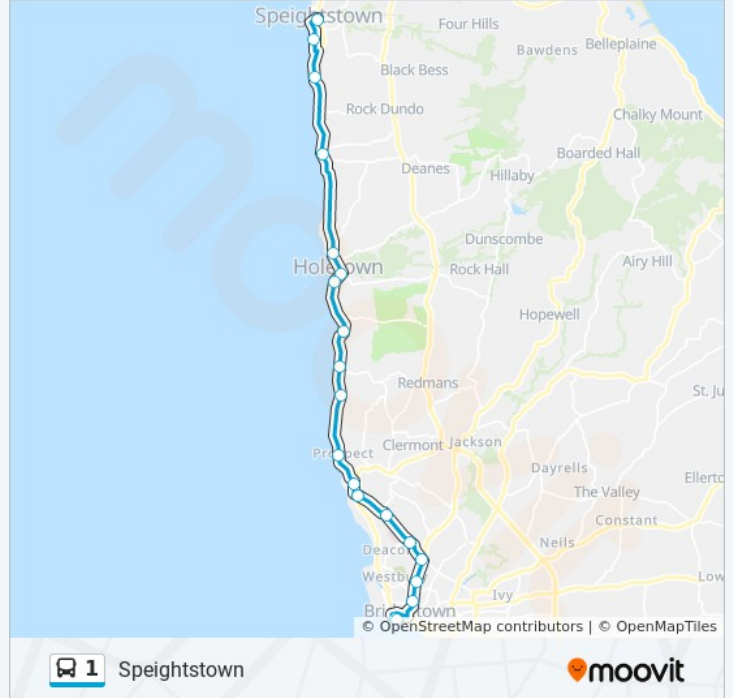 Speightstown
Four Hills
Bawdens
Belleplaine
Black Bess
Rock Dundo
Chalky Mount
Boarded Hall
Deanes
Hillaby
Dunscombe
Airy Hill
Holetown
Rock Hall
Hopewell
Redmans
St. Ju
Clermont
Jackson
Prospect
Dayrells
Ellerto
The Valley
Constant
Neils
Deaco
Westb
Low
Ivy
Bridgetown
© OpenStreetMap contributors | © OpenMapTiles
1 Speightstown
moovit